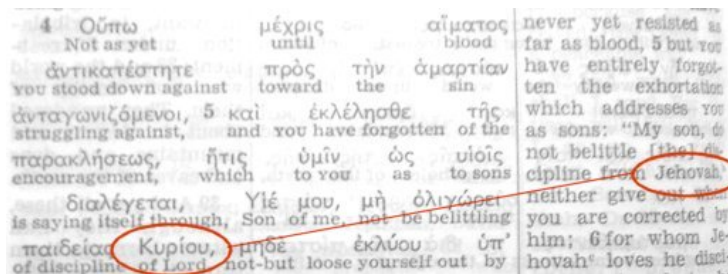 4 Οὔπω μέχρις αἵματος
Not as yet until blood
ἀντικατέστητε πρὸς τὴν ἁμαρτίαν
YOU stood down against toward the sin
ἀνταγωνιζόμενοι, 5 καὶ ἐκλέλησθε τῆς
struggling against, and YOU have forgotten of the
παρακλήσεως, ἥτις ὑμῖν ὡς υἱοῖς
encouragement, which to YOU as to sons
διαλέγεται, Υἱέ μου, μὴ ὀλιγώρει
is saying itself through, Son of me, not be belittling
παιδείας Κυρίου, μηδὲ ἐκλύου ὑπ'
of discipline of Lord, not-but loose yourself out by
never yet resisted as
far as blood, 5 but YOU
have entirely forgot-
ten the exhortation
which addresses YOU
as sons: "My son, do
not belittle [the] dis-
cipline from Jehovah,
neither give out when
you are corrected by
him; 6 for whom Je-
hovah loves he disc